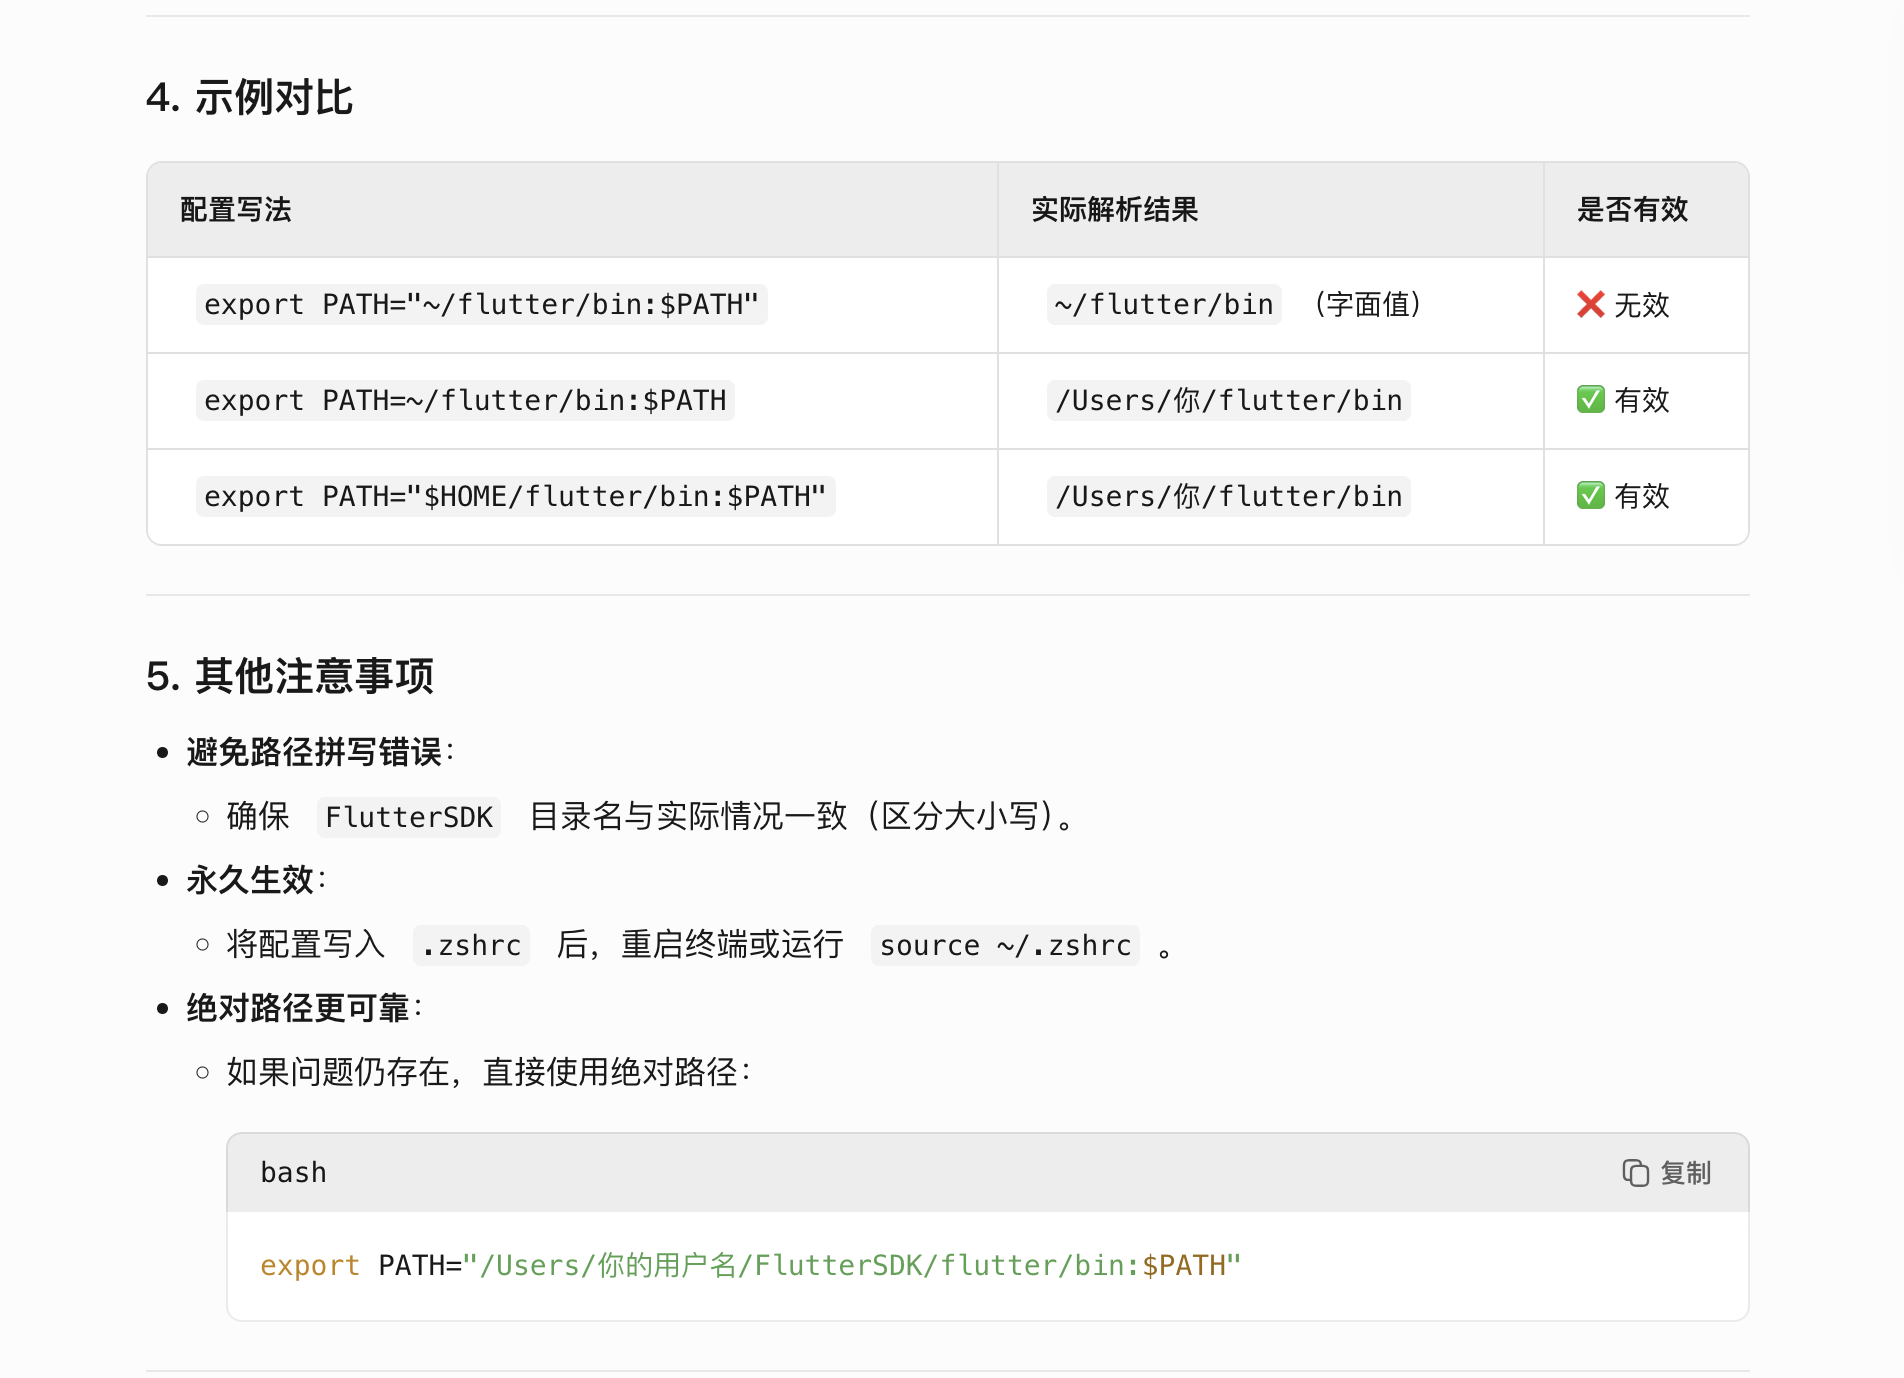 4. 示例对比
配置写法 实际解析结果 是否有效
export PATH="~/flutter/bin:$PATH" ~/flutter/bin （字面值） ❌ 无效
export PATH=~/flutter/bin:$PATH /Users/你/flutter/bin ✅ 有效
export PATH="$HOME/flutter/bin:$PATH" /Users/你/flutter/bin ✅ 有效
5. 其他注意事项
• 避免路径拼写错误：
○ 确保 FlutterSDK 目录名与实际情况一致（区分大小写）。
• 永久生效：
○ 将配置写入 .zshrc 后，重启终端或运行 source ~/.zshrc 。
• 绝对路径更可靠：
○ 如果问题仍存在，直接使用绝对路径：
bash 复制
export PATH="/Users/你的用户名/FlutterSDK/flutter/bin:$PATH"